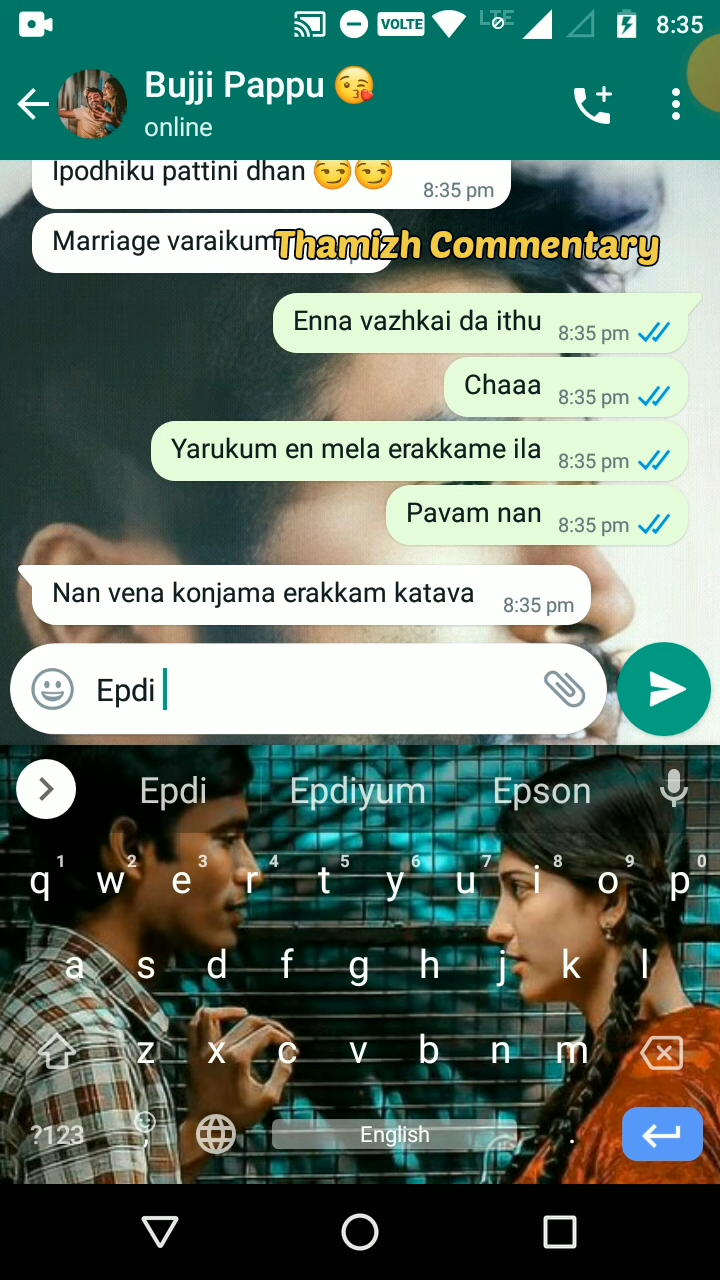 VOLTE LTE 8:35
Bujji Pappu 😘
online
Ipodhiku pattini dhan 😏😏 8:35 pm
Marriage varaikum
Thamizh Commentary
Enna vazhkai da ithu 8:35 pm
Chaaa 8:35 pm
Yarukum en mela erakkame ila 8:35 pm
Pavam nan 8:35 pm
Nan vena konjama erakkam katava 8:35 pm
Epdi
Epdi Epdiyum Epson
1 2 3 4 5 6 7 8 9 0
q w e r t y u i o p
a s d f g h j k l
z x c v b n m
?123 , English .